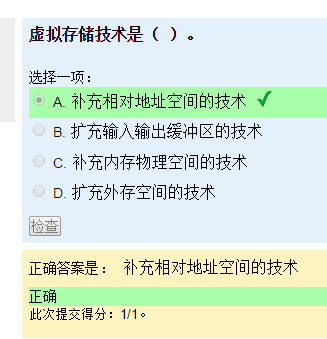 虚拟存储技术是（ ）。
选择一项：
A. 补充相对地址空间的技术
B. 扩充输入输出缓冲区的技术
C. 补充内存物理空间的技术
D. 扩充外存空间的技术
检查
正确答案是： 补充相对地址空间的技术
正确
此次提交得分：1/1。